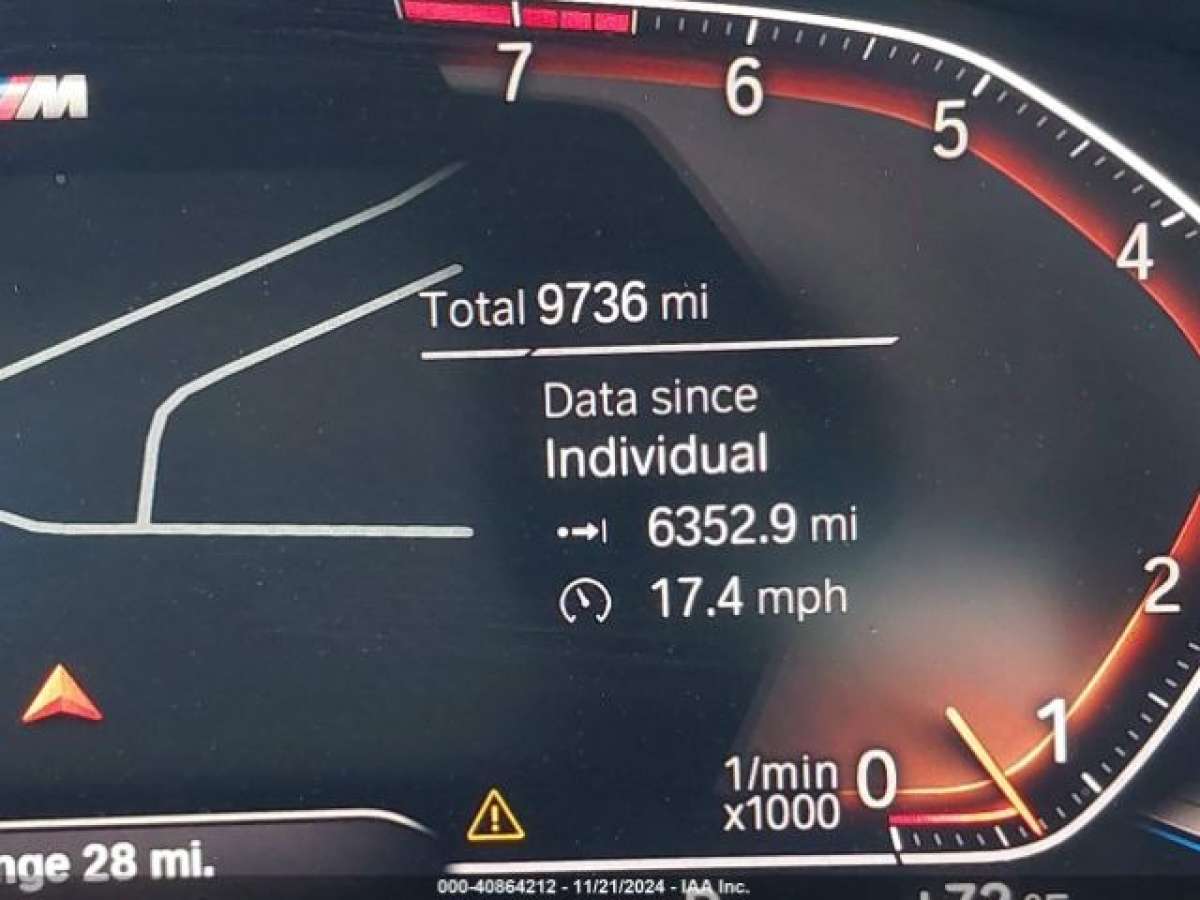 7
6
5
4
M
Total 9736 mi
Data since
Individual
6352.9 mi
17.4 mph
2
1
1/min 0
x1000
28 mi.
000-40864212 - 11/21/2024 - IAA Inc.